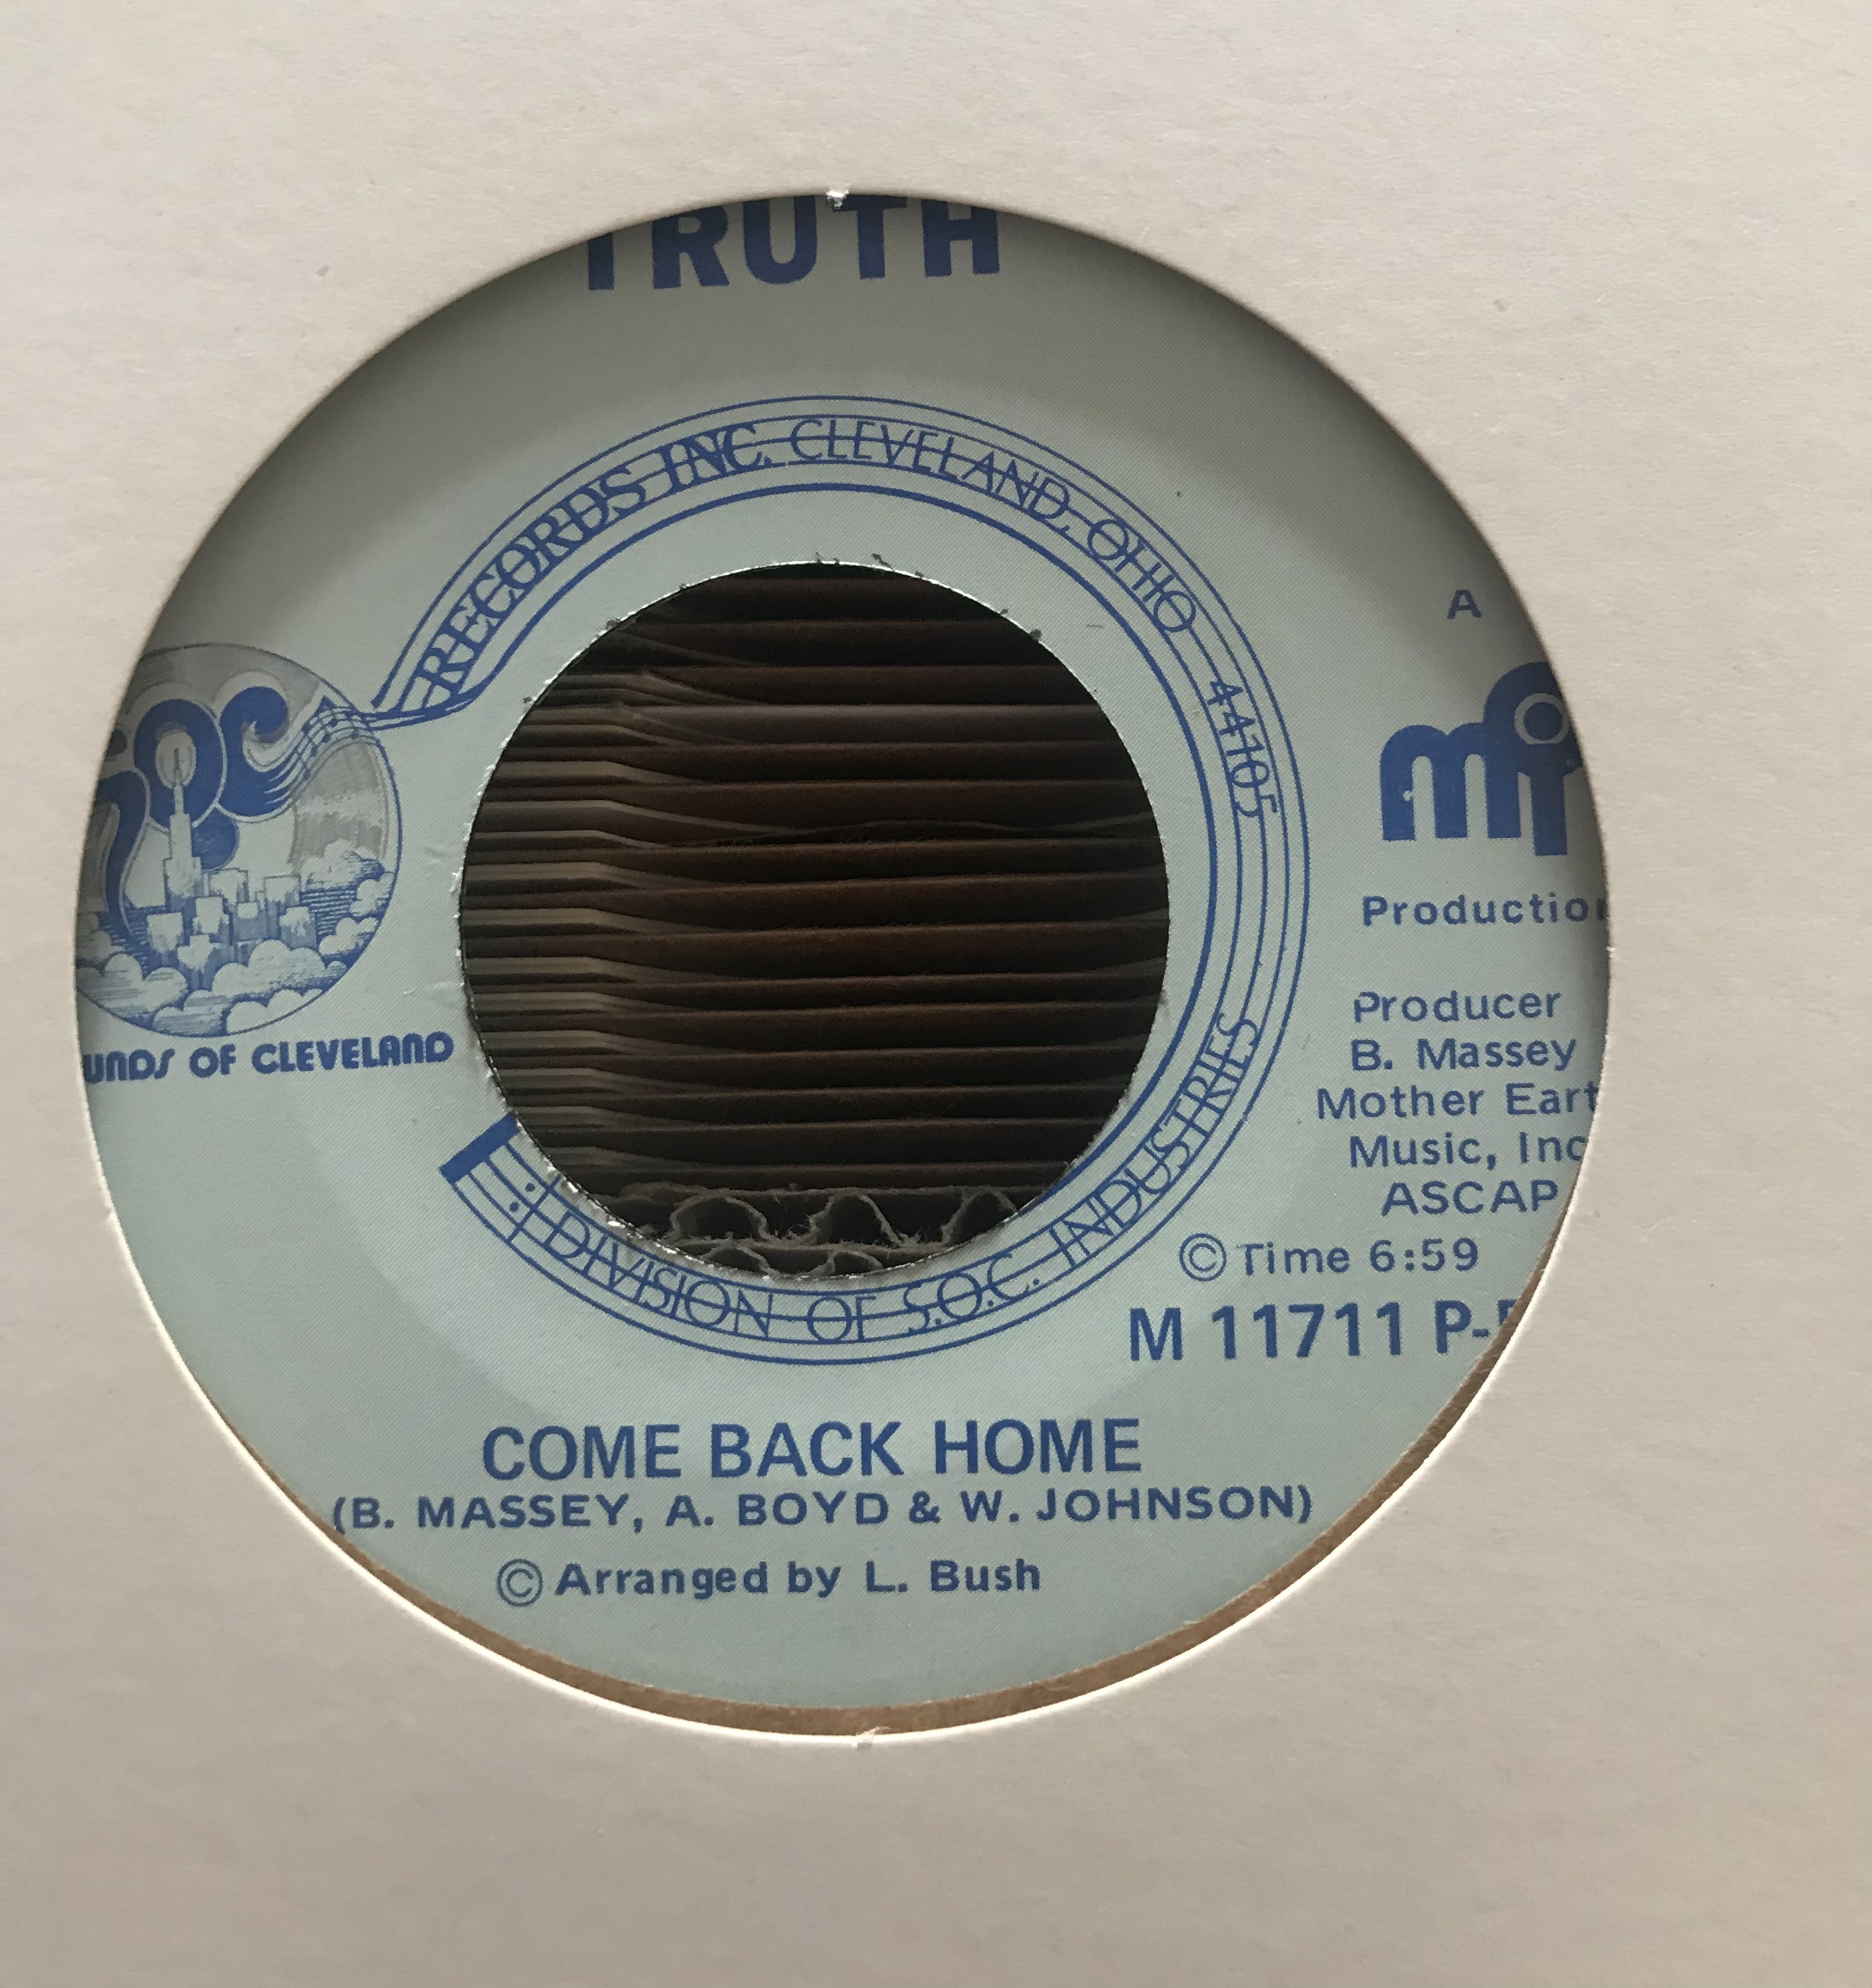 TRUTH
RECORDS INC. CLEVELAND, OHIO 44105
SOC
UNDS OF CLEVELAND
DIVISION OF S.O.C. INDUSTRIES
A
Productio
Producer
B. Massey
Mother Eart
Music, Inc
ASCAP
© Time 6:59
M 11711 P-
COME BACK HOME
(B. MASSEY, A. BOYD & W. JOHNSON)
© Arranged by L. Bush